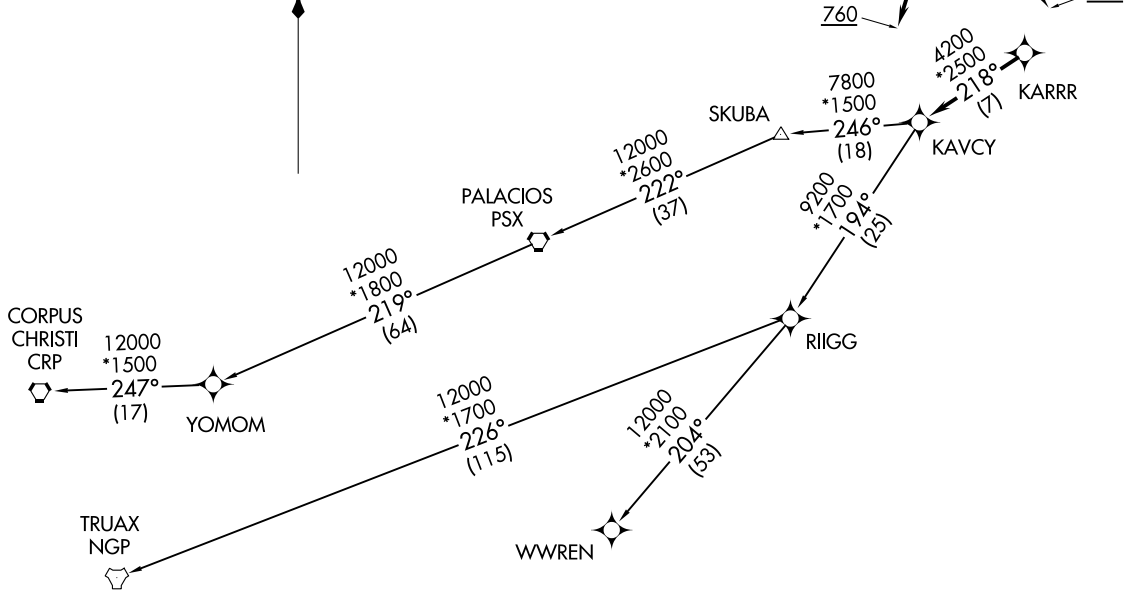 760
4200
*2500
218°
(7)
KARRR
7800
*1500
246°
(18)
KAVCY
SKUBA
12000
*2600
222°
(37)
PALACIOS
PSX
9200
*1700
194°
(25)
12000
*1800
219°
(64)
CORPUS
CHRISTI
CRP
12000
*1500
247°
(17)
YOMOM
RIIGG
12000
*1700
226°
(115)
12000
*2100
204°
(53)
TRUAX
NGP
WWREN